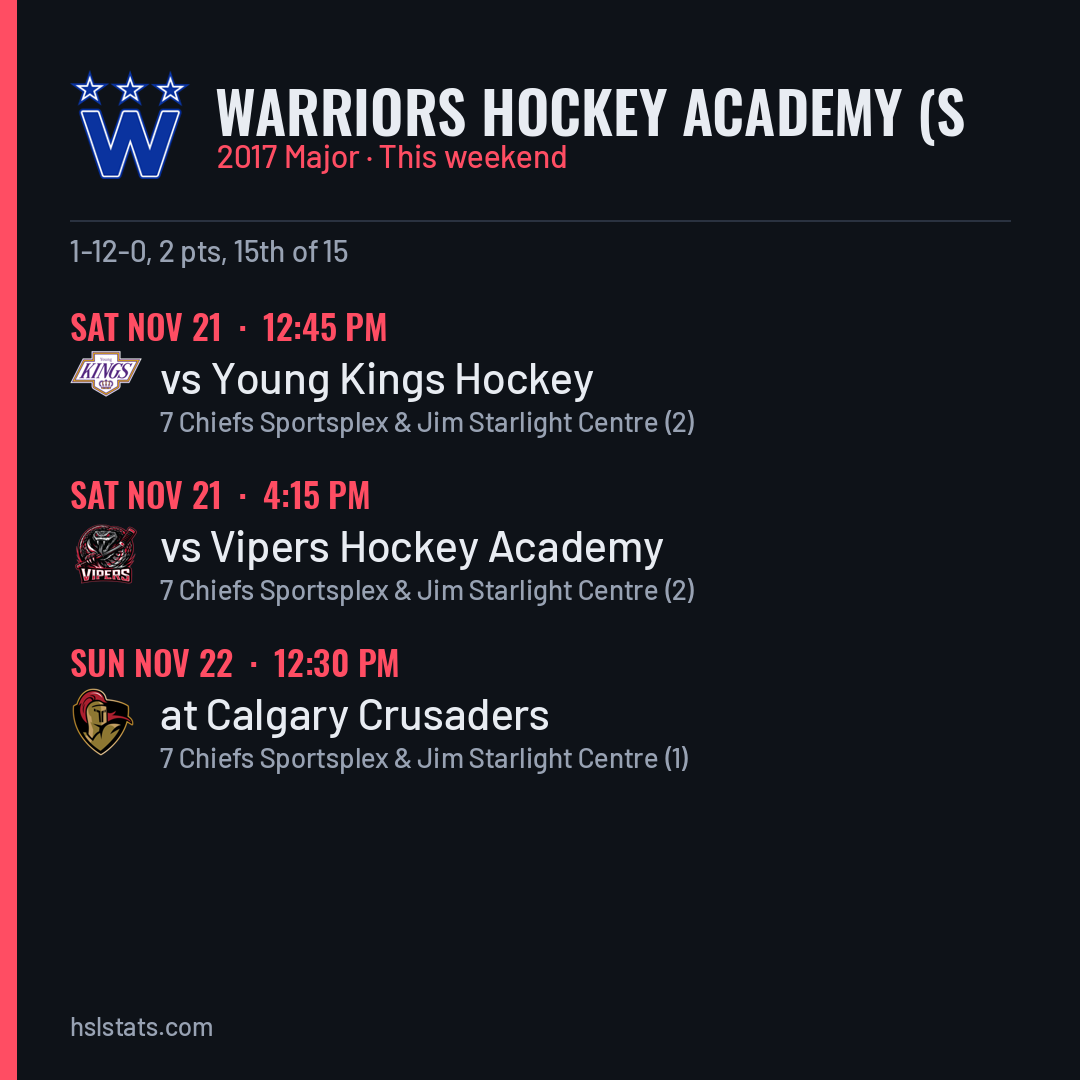 WARRIORS HOCKEY ACADEMY (S
2017 Major · This weekend
1-12-0, 2 pts, 15th of 15
SAT NOV 21 · 12:45 PM
Young
KINGS
vs Young Kings Hockey
7 Chiefs Sportsplex & Jim Starlight Centre (2)
SAT NOV 21 · 4:15 PM
VIPERS
vs Vipers Hockey Academy
7 Chiefs Sportsplex & Jim Starlight Centre (2)
SUN NOV 22 · 12:30 PM
at Calgary Crusaders
7 Chiefs Sportsplex & Jim Starlight Centre (1)
hslstats.com